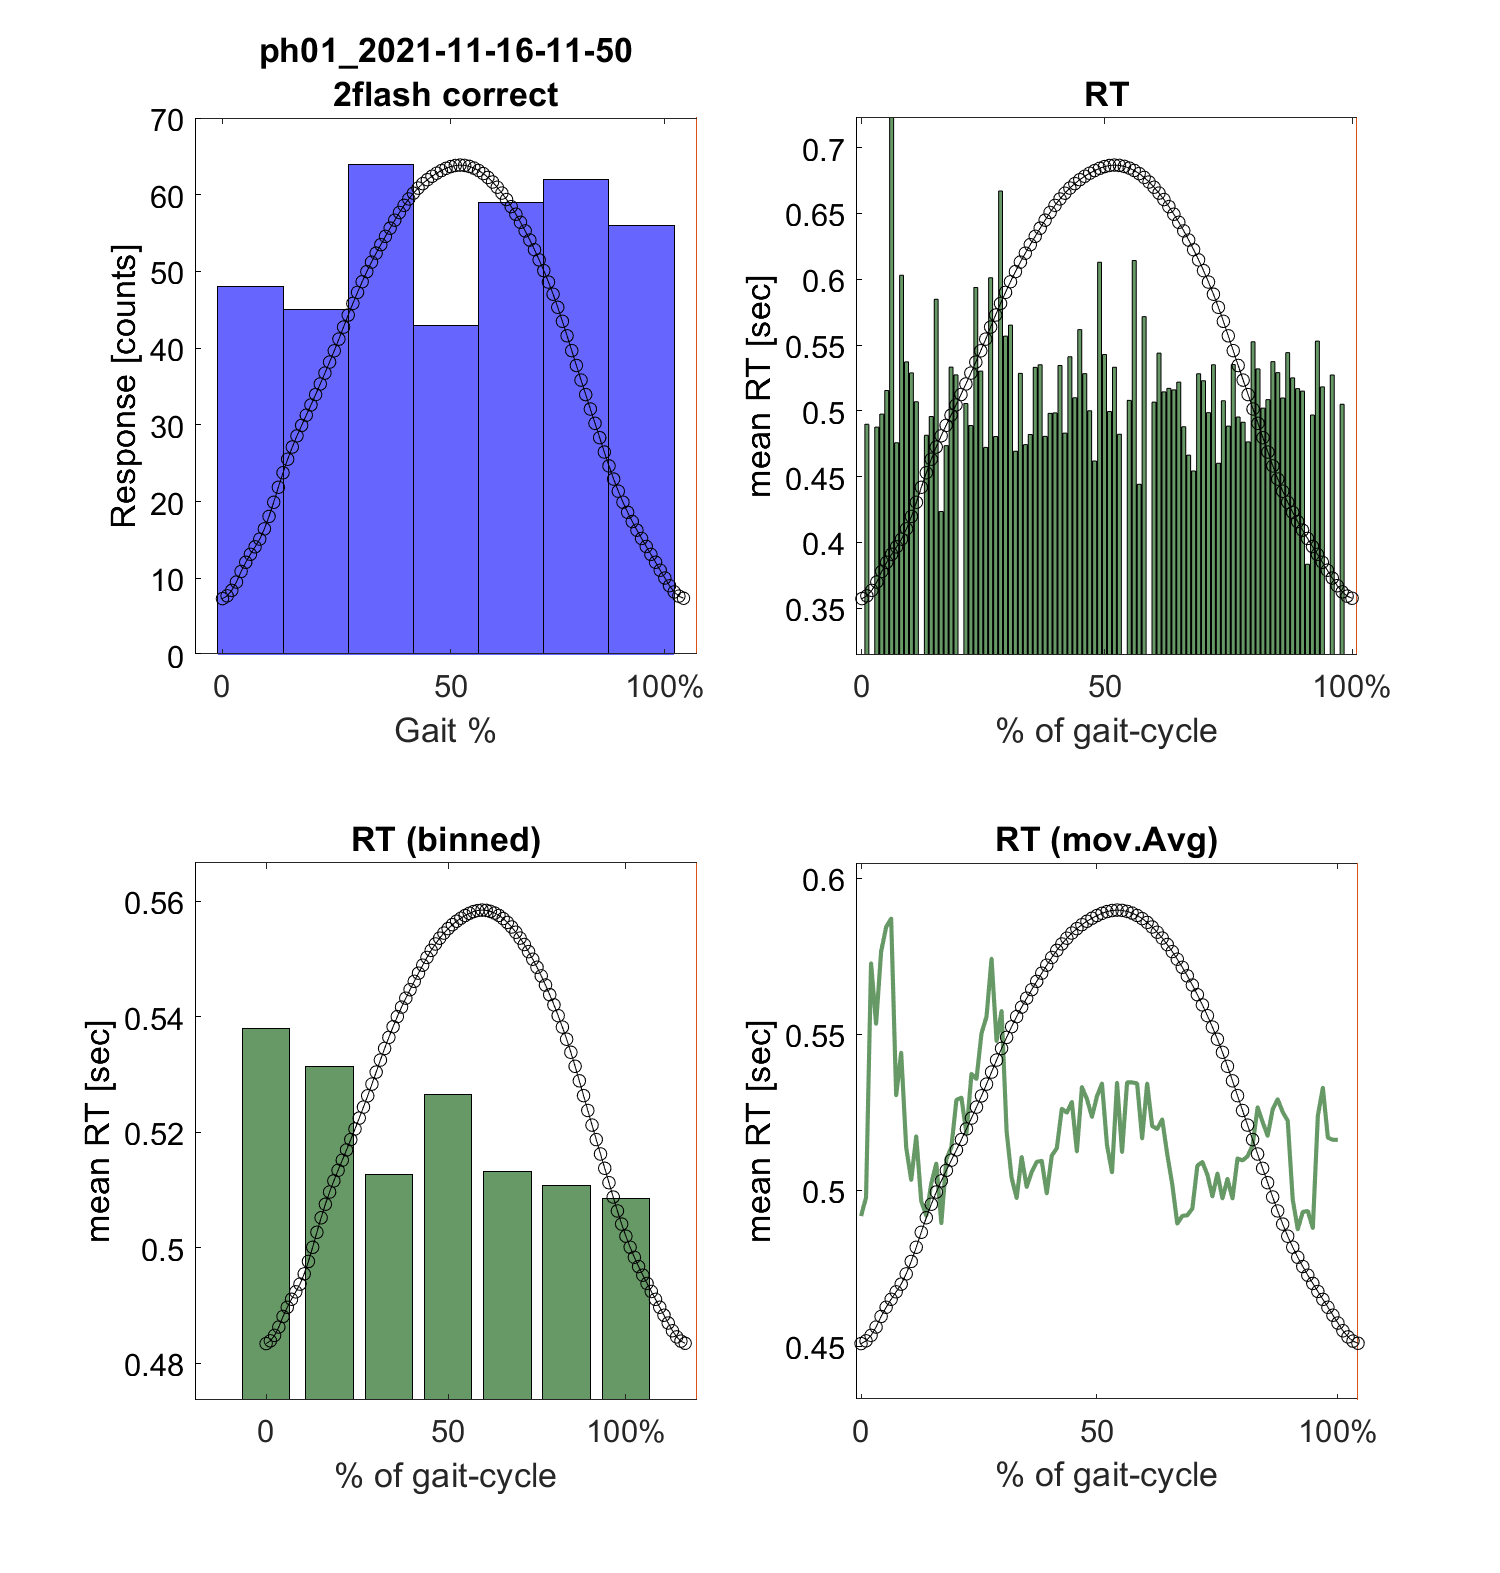 ph01_2021-11-16-11-50
2flash correct
70
60
50
40
30
20
10
0
Response [counts]
0 50 100%
Gait %
RT
0.7
0.65
0.6
0.55
0.5
0.45
0.4
0.35
mean RT [sec]
0 50 100%
% of gait-cycle
RT (binned)
0.56
0.54
0.52
0.5
0.48
mean RT [sec]
0 50 100%
% of gait-cycle
RT (mov.Avg)
0.6
0.55
0.5
0.45
mean RT [sec]
0 50 100%
% of gait-cycle